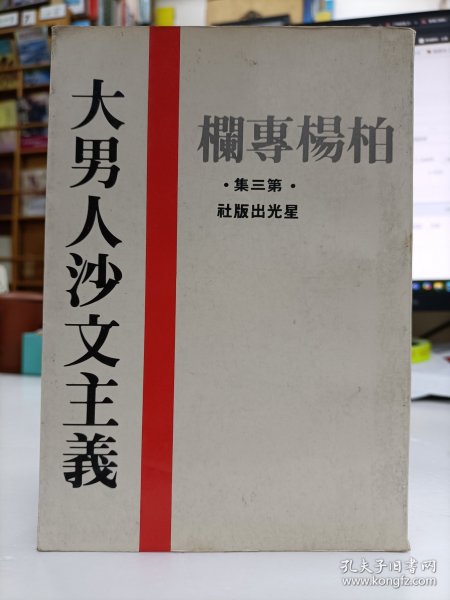 大男人沙文主義
柏楊專欄
·第三集·
星光出版社
孔夫子旧书网
www.kongfz.com